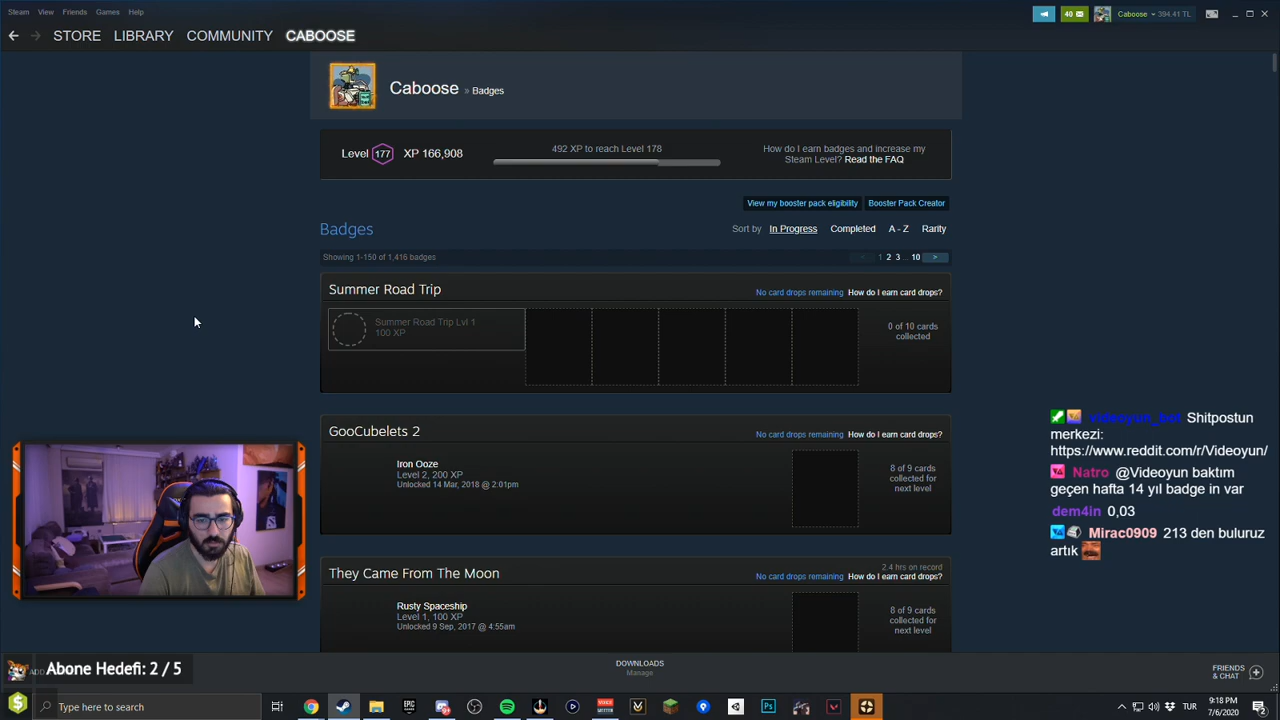 Steam View Friends Games Help
40 Caboose 394.41 TL
STORE LIBRARY COMMUNITY CABOOSE
Caboose » Badges
Level 177 XP 166,908
492 XP to reach Level 178
How do I earn badges and increase my
Steam Level? Read the FAQ
View my booster pack eligibility Booster Pack Creator
Badges
Sort by In Progress Completed A - Z Rarity
Showing 1-150 of 1,416 badges
< 1 2 3 ... 10 >
Summer Road Trip
No card drops remaining How do I earn card drops?
Summer Road Trip Lvl 1
100 XP
0 of 10 cards
collected
GooCubelets 2
No card drops remaining How do I earn card drops?
Iron Ooze
Level 2, 200 XP
Unlocked 14 Mar, 2018 @ 2:01pm
8 of 9 cards
collected for
next level
They Came From The Moon
2.4 hrs on record
No card drops remaining How do I earn card drops?
Rusty Spaceship
Level 1, 100 XP
Unlocked 9 Sep, 2017 @ 4:55am
8 of 9 cards
collected for
next level
videoyun_bot Shitpostun
merkezi:
https://www.reddit.com/r/Videoyun/
Natro @Videoyun baktım
geçen hafta 14 yıl badge in var
dem4in 0,03
Mirac0909 213 den buluruz
artık
Abone Hedefi: 2 / 5
DOWNLOADS
Manage
FRIENDS
& CHAT
Type here to search
TUR
9:18 PM
7/6/2020